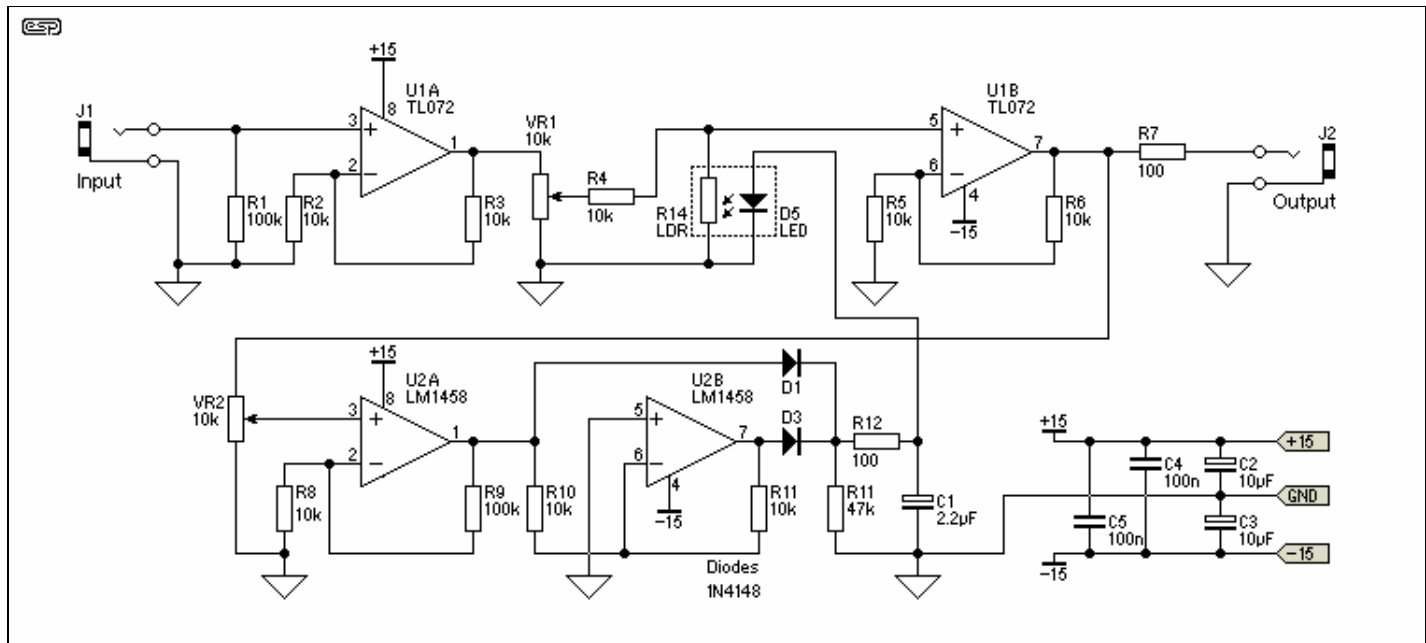 esp
+15
U1A
TL072
8
3
+
2
−
1
J1
Input
R1
100k
R2
10k
R3
10k
VR1
10k
R4
10k
R14
LDR
D5
LED
U1B
TL072
5
+
6
−
7
4
−15
R5
10k
R6
10k
R7
100
J2
Output
+15
U2A
LM1458
8
VR2
10k
3
+
2
−
1
R8
10k
R9
100k
R10
10k
U2B
LM1458
5
+
6
−
7
4
−15
R11
10k
D1
D3
R12
100
R11
47k
C1
2.2µF
Diodes
1N4148
+15
C4
100n
C2
10µF
C5
100n
C3
10µF
−15
+15
GND
−15